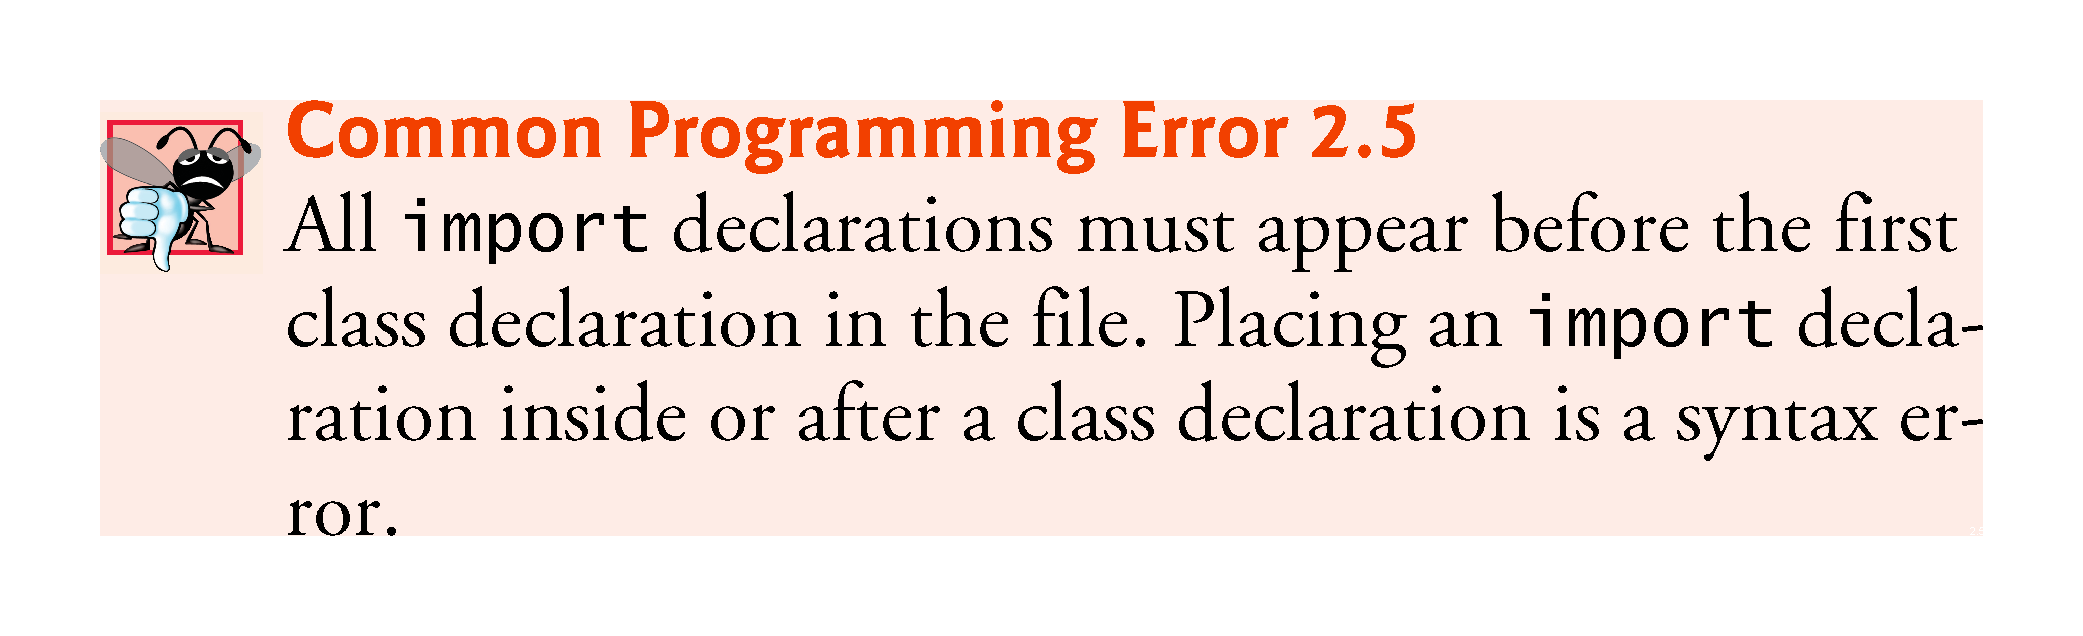 Common Programming Error 2.5
All import declarations must appear before the first
class declaration in the file. Placing an import decla-
ration inside or after a class declaration is a syntax er-
ror.